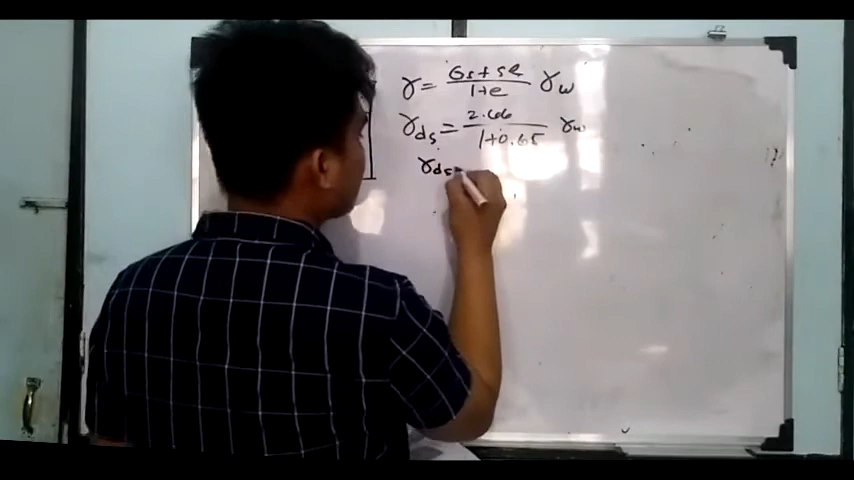 γ = Gs + Se / 1 + e γw
γds = 2.66 / 1 + 0.65 γw
γds